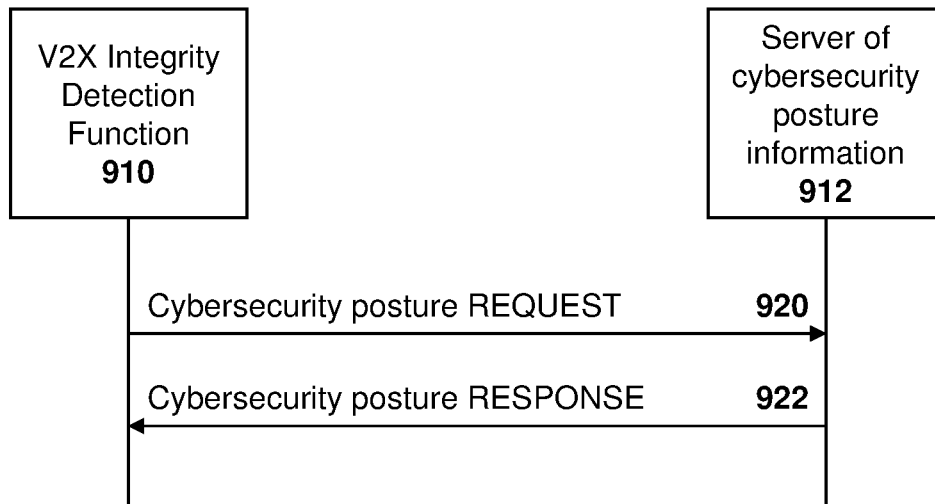 V2X Integrity
Detection
Function
910
Server of
cybersecurity
posture
information
912
Cybersecurity posture REQUEST 920
Cybersecurity posture RESPONSE 922